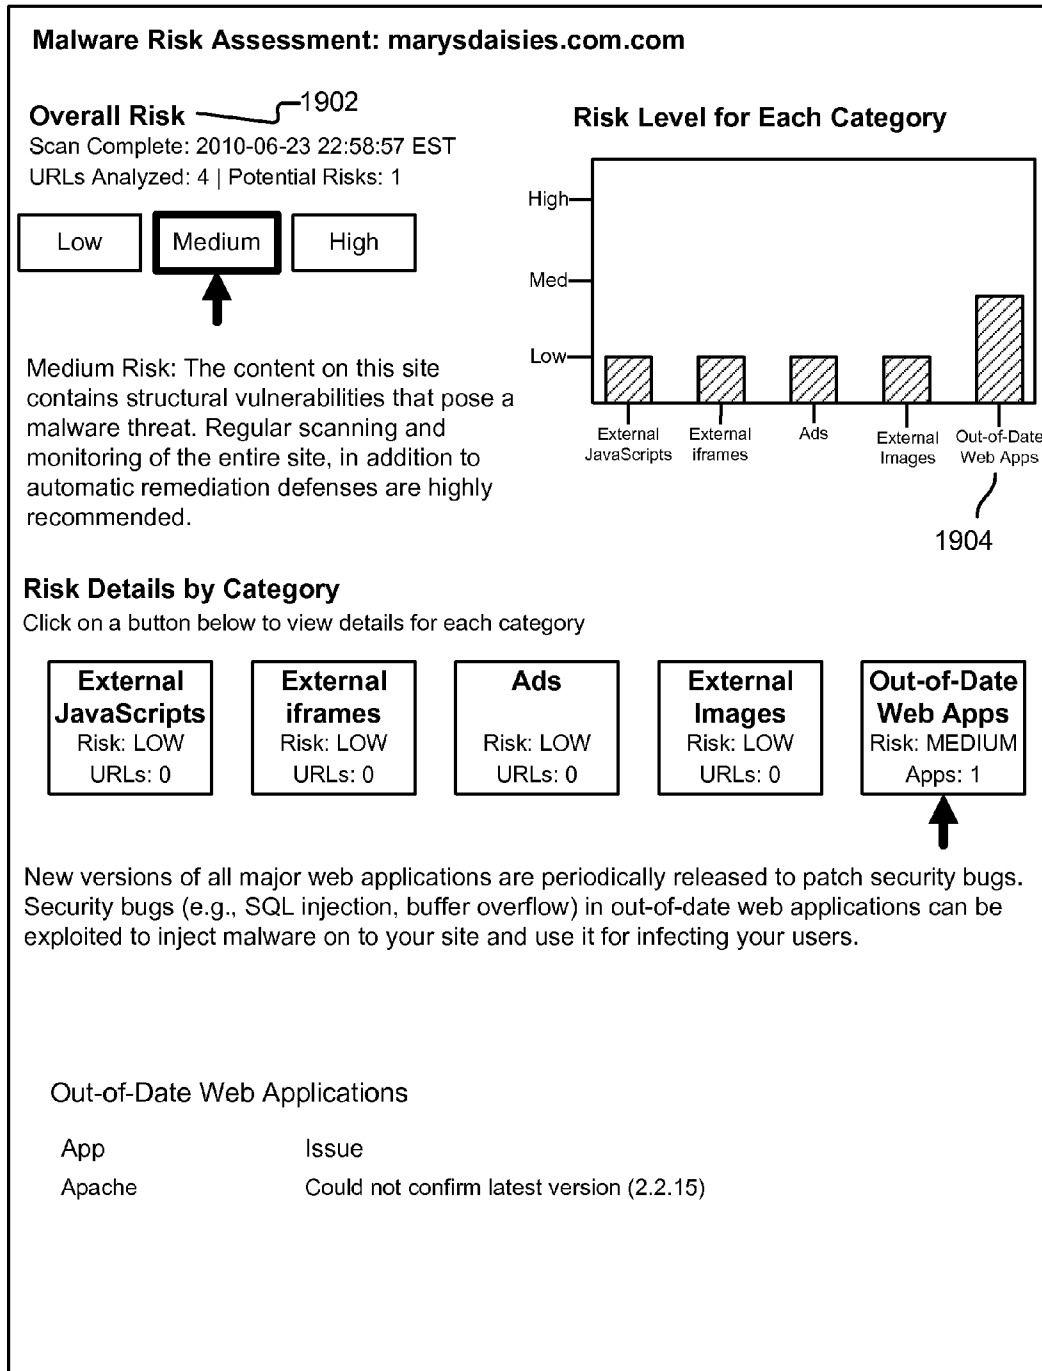 Malware Risk Assessment: marysdaisies.com.com
Overall Risk
1902
Scan Complete: 2010-06-23 22:58:57 EST
URLs Analyzed: 4 | Potential Risks: 1
Low
Medium
High
Medium Risk: The content on this site
contains structural vulnerabilities that pose a
malware threat. Regular scanning and
monitoring of the entire site, in addition to
automatic remediation defenses are highly
recommended.
Risk Level for Each Category
High
Med
Low
External
JavaScripts
External
iframes
Ads
External
Images
Out-of-Date
Web Apps
1904
Risk Details by Category
Click on a button below to view details for each category
External
JavaScripts
Risk: LOW
URLs: 0
External
iframes
Risk: LOW
URLs: 0
Ads
Risk: LOW
URLs: 0
External
Images
Risk: LOW
URLs: 0
Out-of-Date
Web Apps
Risk: MEDIUM
Apps: 1
New versions of all major web applications are periodically released to patch security bugs.
Security bugs (e.g., SQL injection, buffer overflow) in out-of-date web applications can be
exploited to inject malware on to your site and use it for infecting your users.
Out-of-Date Web Applications
App Issue
Apache Could not confirm latest version (2.2.15)